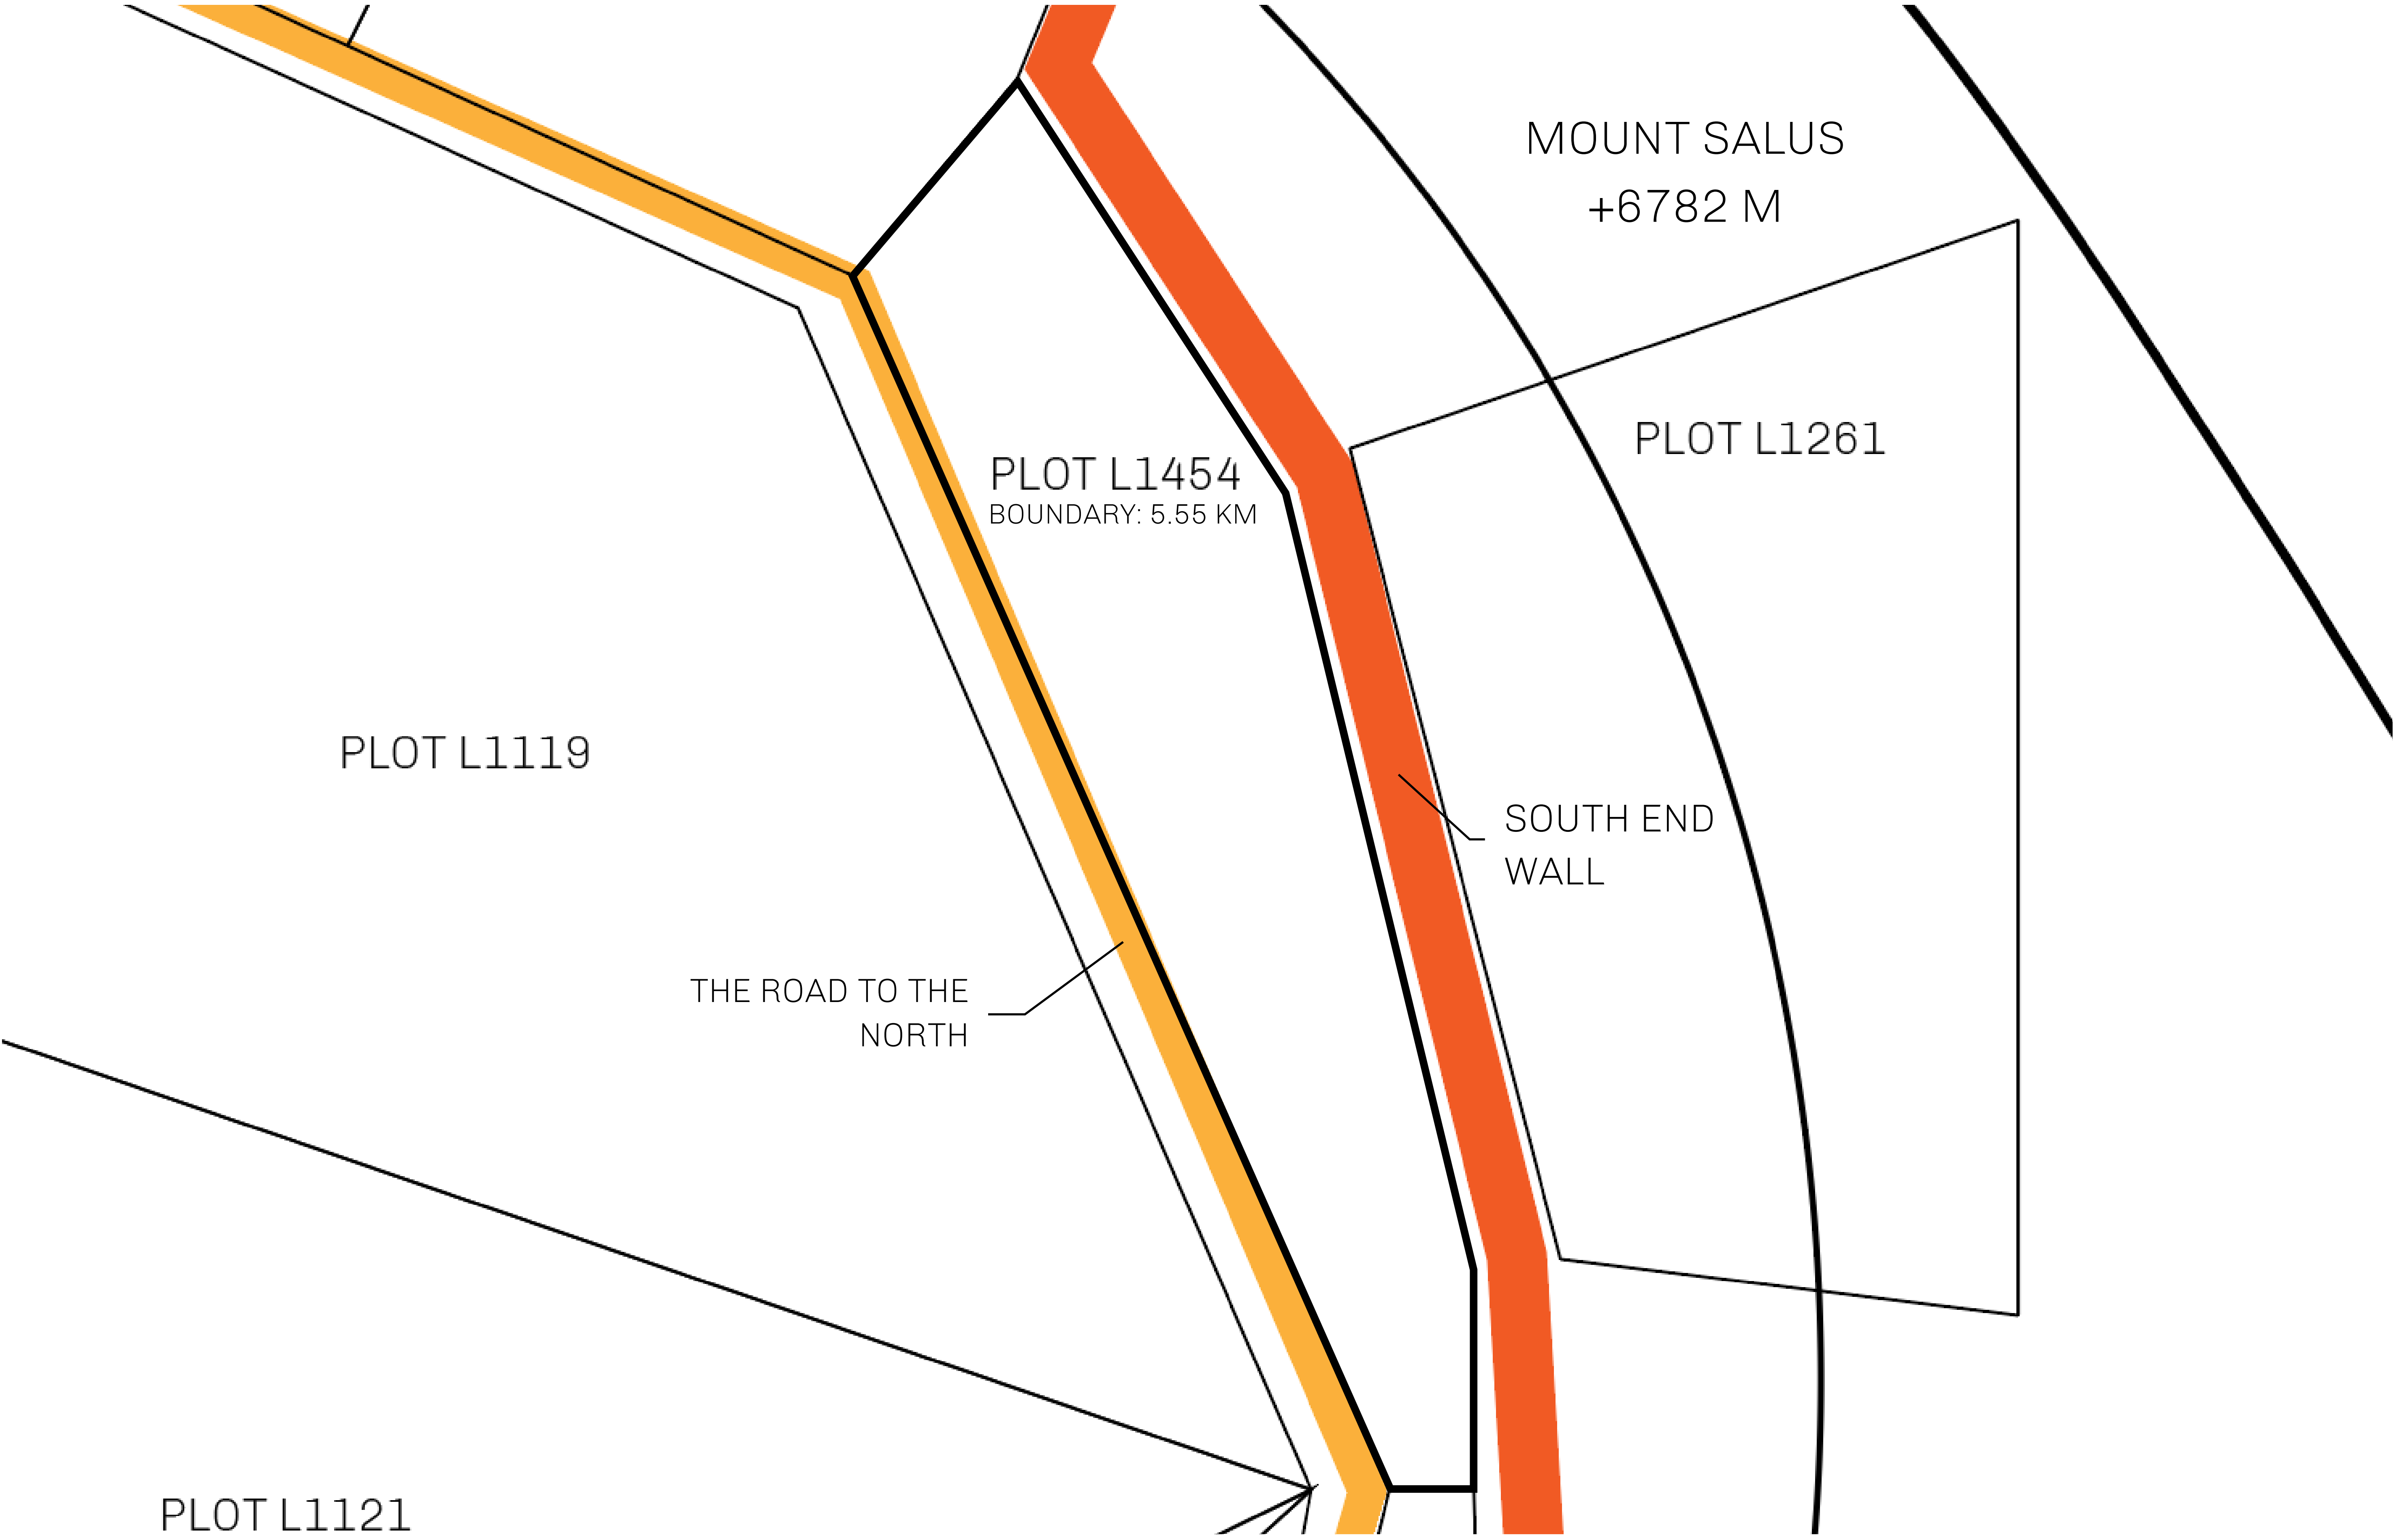 MOUNT SALUS
+6782 M
PLOT L1261
PLOT L1454
BOUNDARY: 5.55 KM
PLOT L1119
SOUTH END
WALL
THE ROAD TO THE
NORTH
PLOT L1121